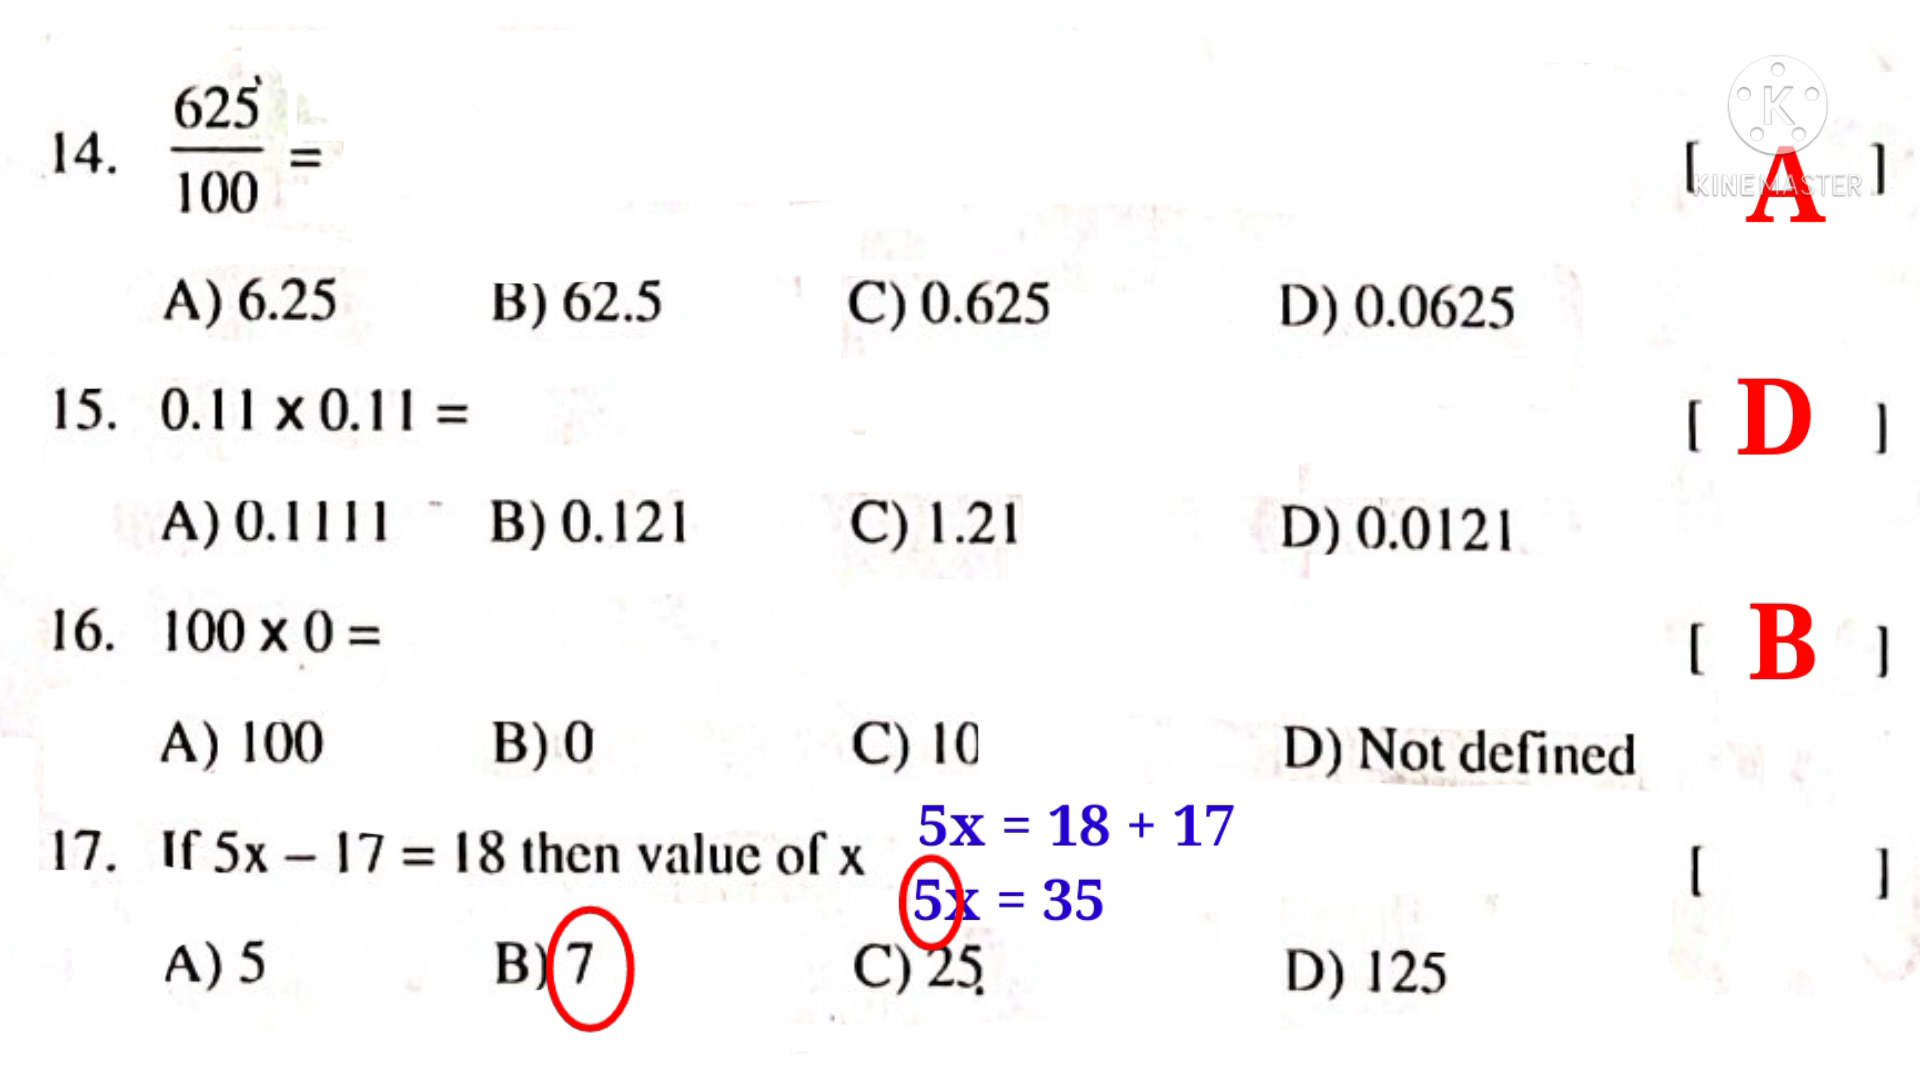 14. 625/100 = [ A ]
K
KINEMASTER
A) 6.25 B) 62.5 C) 0.625 D) 0.0625
15. 0.11 x 0.11 = [ D ]
A) 0.1111 B) 0.121 C) 1.21 D) 0.0121
16. 100 x 0 = [ B ]
A) 100 B) 0 C) 10 D) Not defined
17. If 5x – 17 = 18 then value of x [ ]
5x = 18 + 17
5x = 35
A) 5 B) 7 C) 25 D) 125